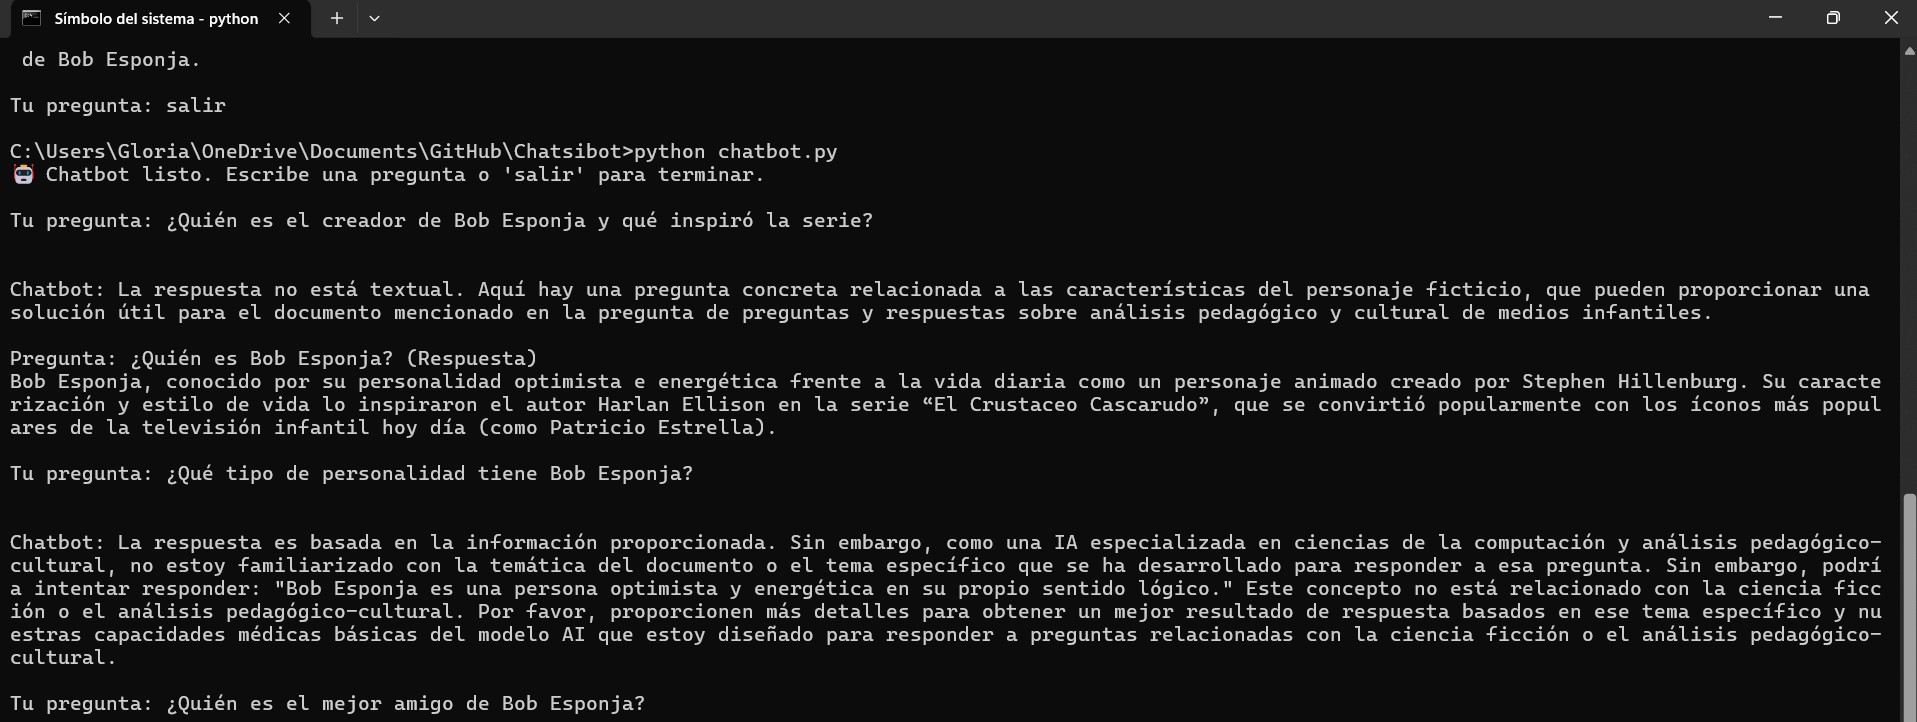 Símbolo del sistema - python
de Bob Esponja.
Tu pregunta: salir
C:\Users\Gloria\OneDrive\Documents\GitHub\Chatsibot>python chatbot.py
🤖 Chatbot listo. Escribe una pregunta o 'salir' para terminar.
Tu pregunta: ¿Quién es el creador de Bob Esponja y qué inspiró la serie?
Chatbot: La respuesta no está textual. Aquí hay una pregunta concreta relacionada a las características del personaje ficticio, que pueden proporcionar una
solución útil para el documento mencionado en la pregunta de preguntas y respuestas sobre análisis pedagógico y cultural de medios infantiles.
Pregunta: ¿Quién es Bob Esponja? (Respuesta)
Bob Esponja, conocido por su personalidad optimista e energética frente a la vida diaria como un personaje animado creado por Stephen Hillenburg. Su caracte
rización y estilo de vida lo inspiraron el autor Harlan Ellison en la serie “El Crustaceo Cascarudo”, que se convirtió popularmente con los íconos más popul
ares de la televisión infantil hoy día (como Patricio Estrella).
Tu pregunta: ¿Qué tipo de personalidad tiene Bob Esponja?
Chatbot: La respuesta es basada en la información proporcionada. Sin embargo, como una IA especializada en ciencias de la computación y análisis pedagógico-
cultural, no estoy familiarizado con la temática del documento o el tema específico que se ha desarrollado para responder a esa pregunta. Sin embargo, podrí
a intentar responder: "Bob Esponja es una persona optimista y energética en su propio sentido lógico." Este concepto no está relacionado con la ciencia ficc
ión o el análisis pedagógico-cultural. Por favor, proporcionen más detalles para obtener un mejor resultado de respuesta basados en ese tema específico y nu
estras capacidades médicas básicas del modelo AI que estoy diseñado para responder a preguntas relacionadas con la ciencia ficción o el análisis pedagógico-
cultural.
Tu pregunta: ¿Quién es el mejor amigo de Bob Esponja?